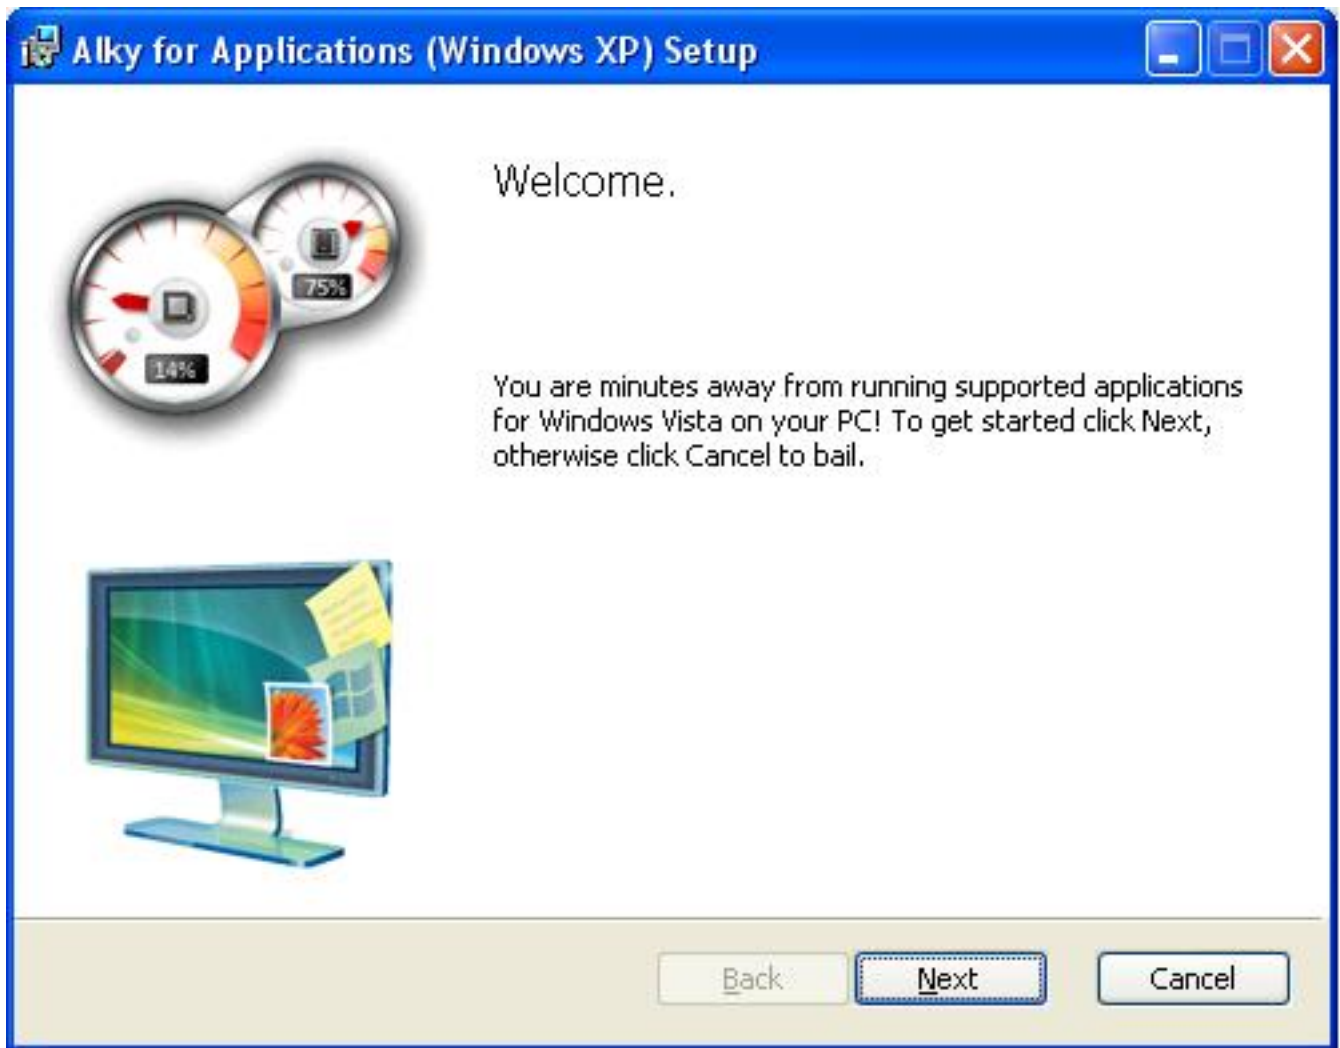 Alky for Applications (Windows XP) Setup
Welcome.
75%
14%
You are minutes away from running supported applications
for Windows Vista on your PC! To get started click Next,
otherwise click Cancel to bail.
Back
Next
Cancel